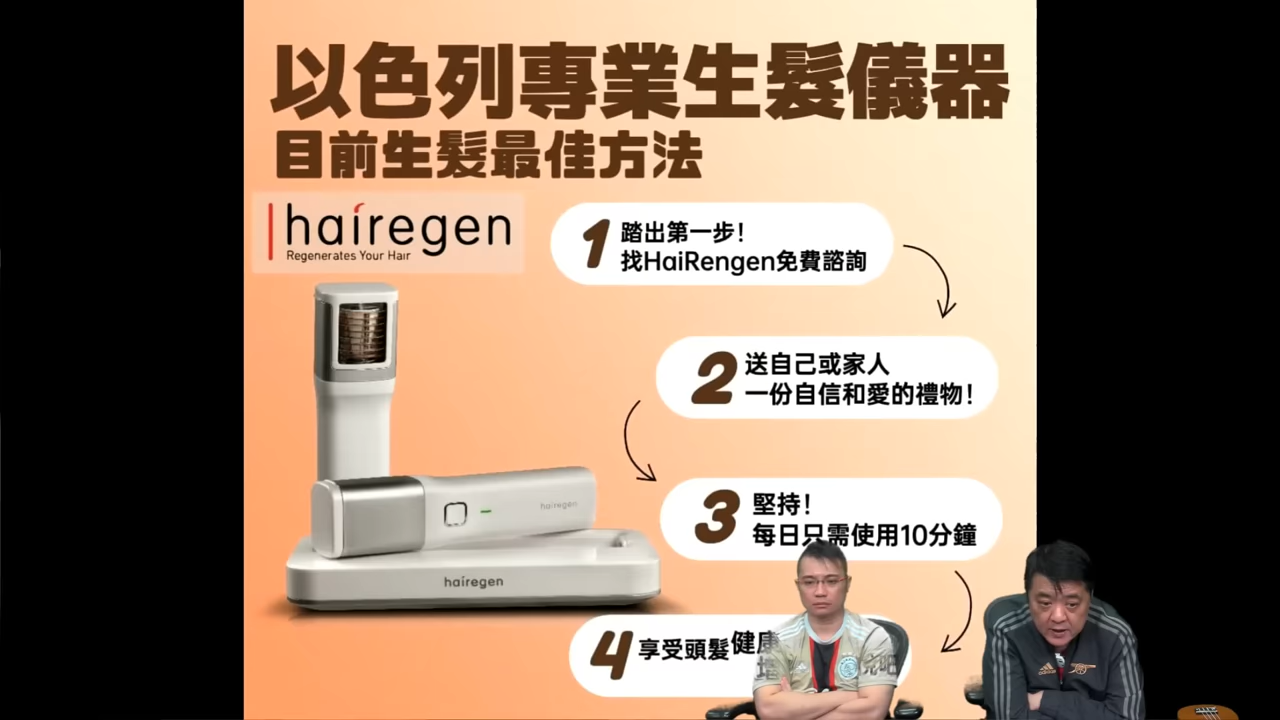 以色列專業生髮儀器
目前生髮最佳方法
hairegen
Regenerates Your Hair
1 踏出第一步!
找HaiRengen免費諮詢
2 送自己或家人
一份自信和愛的禮物!
3 堅持!
每日只需使用10分鐘
hairegen
hairegen
4 享受頭髮健康
adidas